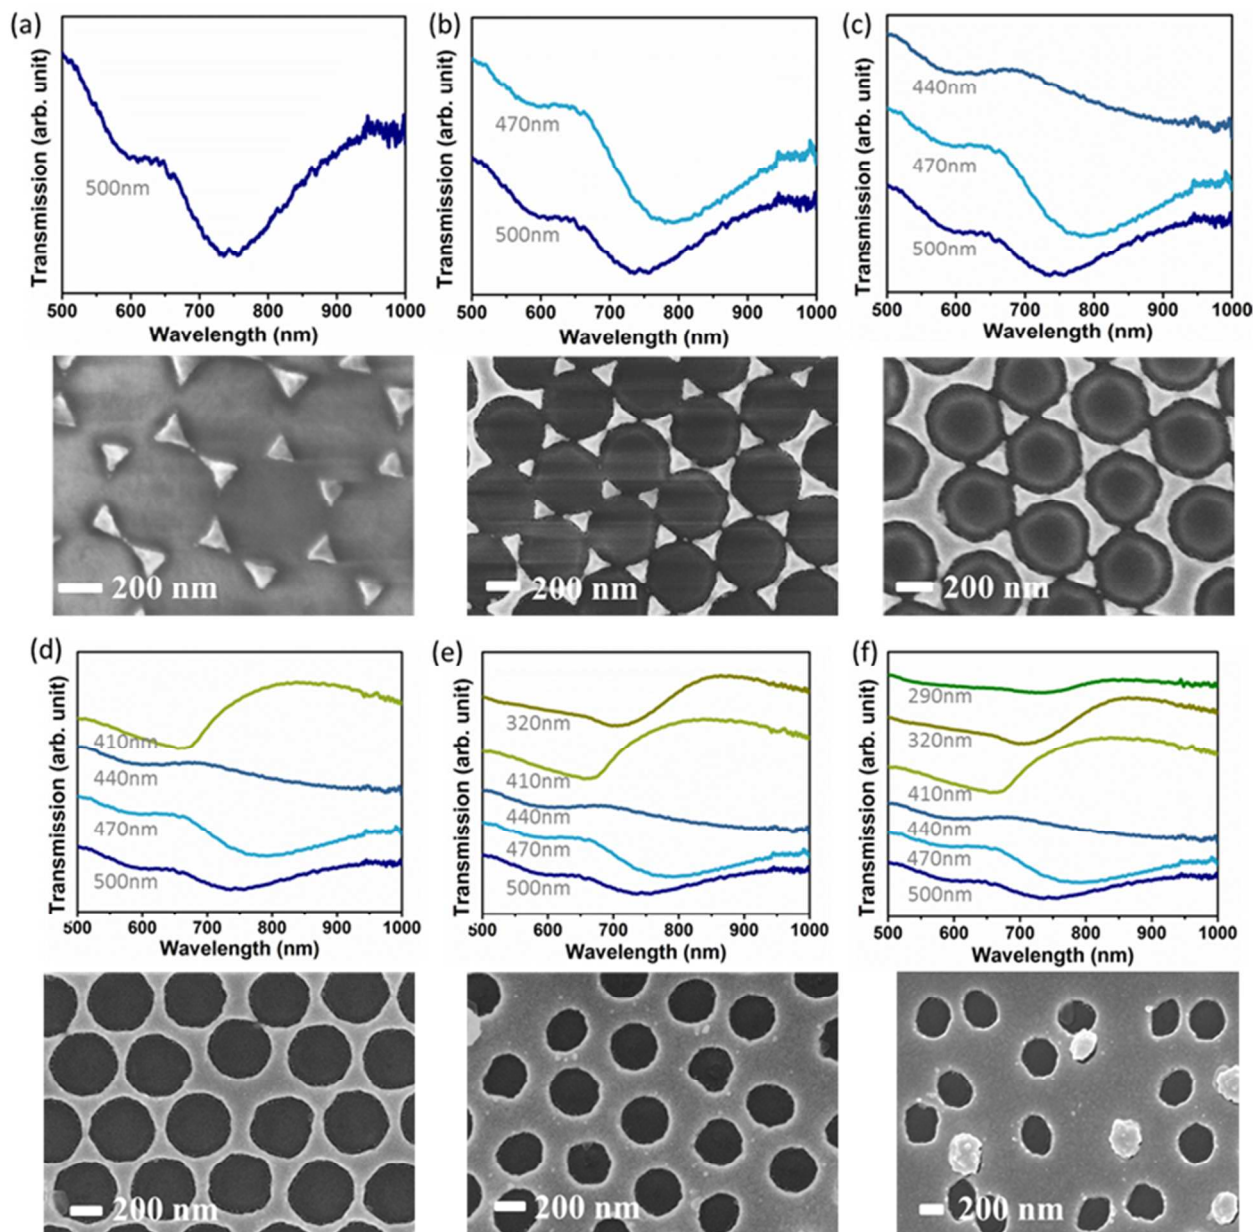 (a)
Transmission (arb. unit)
500nm
500 600 700 800 900 1000
Wavelength (nm)
200 nm
(b)
Transmission (arb. unit)
470nm
500nm
500 600 700 800 900 1000
Wavelength (nm)
200 nm
(c)
Transmission (arb. unit)
440nm
470nm
500nm
500 600 700 800 900 1000
Wavelength (nm)
200 nm
(d)
Transmission (arb. unit)
410nm
440nm
470nm
500nm
500 600 700 800 900 1000
Wavelength (nm)
200 nm
(e)
Transmission (arb. unit)
320nm
410nm
440nm
470nm
500nm
500 600 700 800 900 1000
Wavelength (nm)
200 nm
(f)
Transmission (arb. unit)
290nm
320nm
410nm
440nm
470nm
500nm
500 600 700 800 900 1000
Wavelength (nm)
200 nm